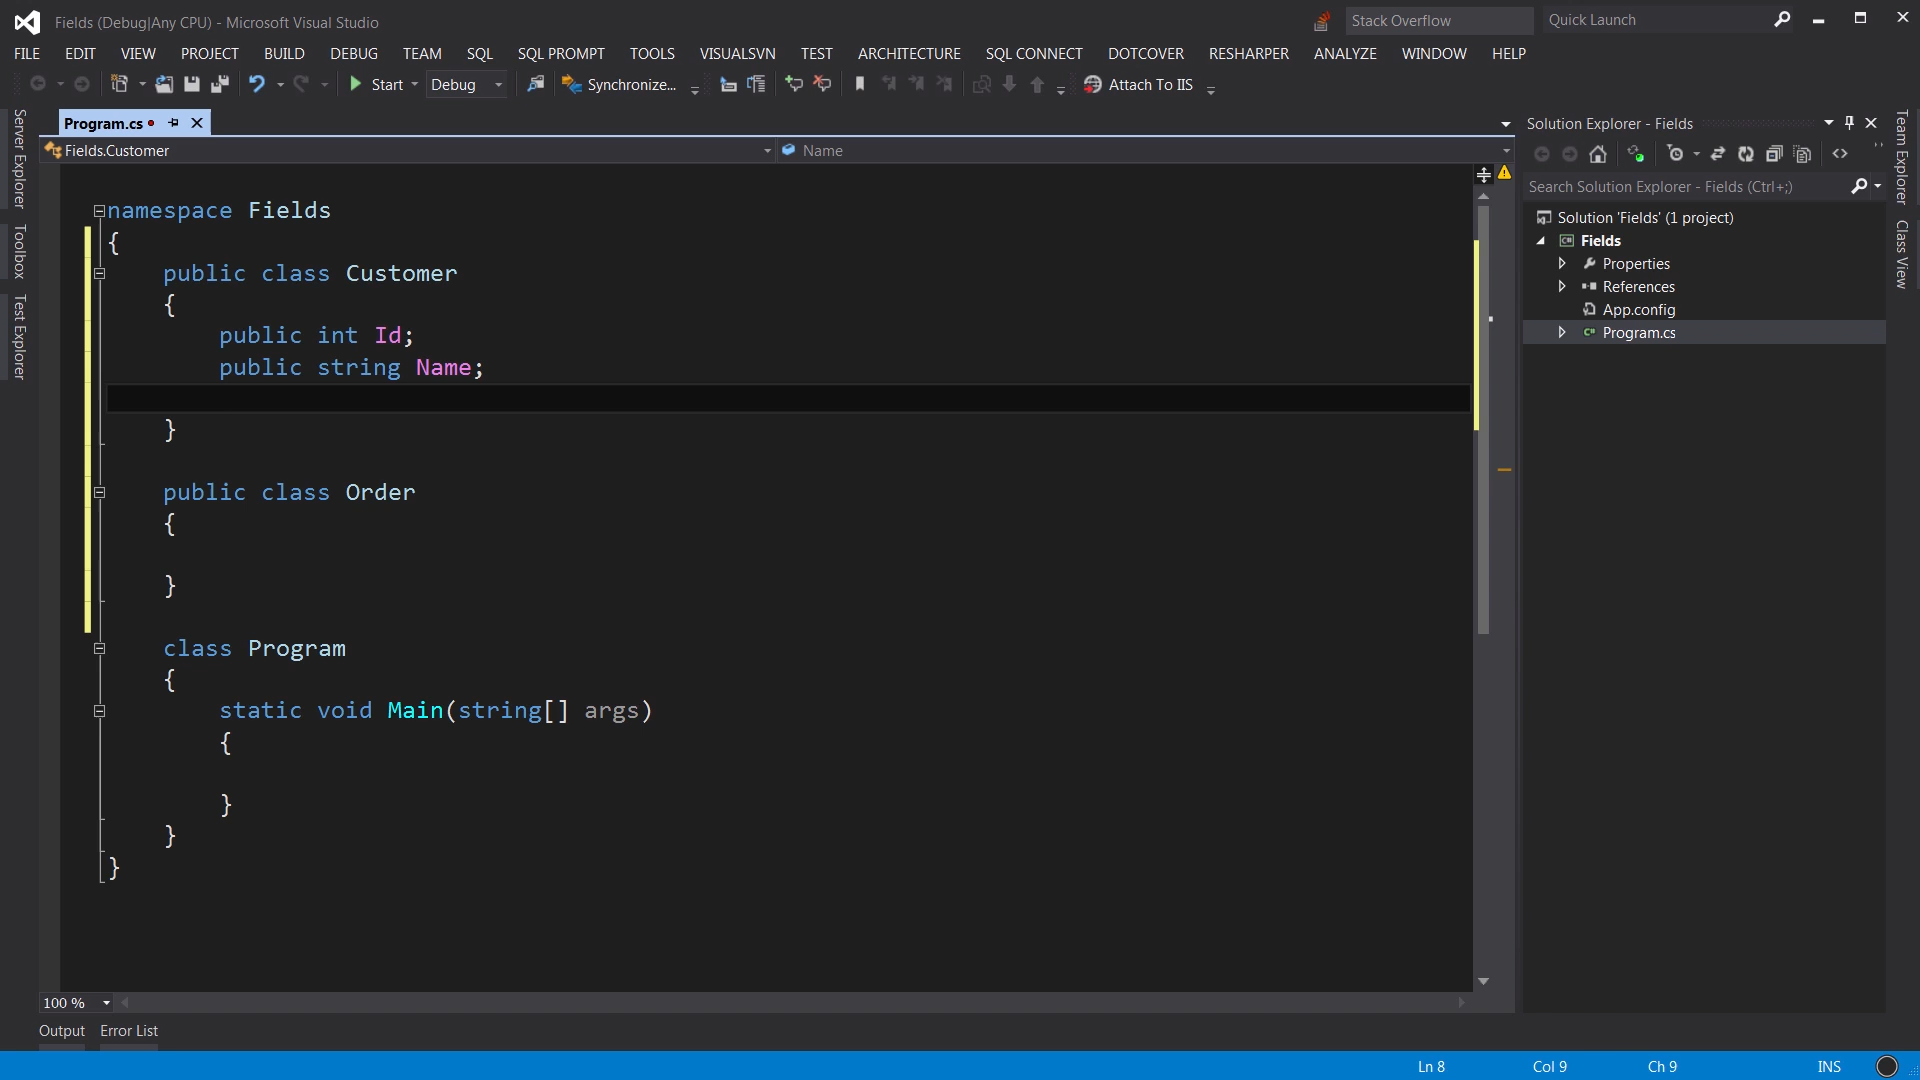 Fields (Debug|Any CPU) - Microsoft Visual Studio
Stack Overflow
Quick Launch
FILE EDIT VIEW PROJECT BUILD DEBUG TEAM SQL SQL PROMPT TOOLS VISUALSVN TEST ARCHITECTURE SQL CONNECT DOTCOVER RESHARPER ANALYZE WINDOW HELP
Start Debug Synchronize... Attach To IIS
Server Explorer
Toolbox
Test Explorer
Program.cs
Fields.Customer
Name
namespace Fields
{
    public class Customer
    {
        public int Id;
        public string Name;
    }
    public class Order
    {
    }
    class Program
    {
        static void Main(string[] args)
        {
        }
    }
}
100 %
Output Error List
Solution Explorer - Fields
Search Solution Explorer - Fields (Ctrl+;)
Solution 'Fields' (1 project)
C# Fields
Properties
References
App.config
C# Program.cs
Team Explorer
Class View
Ln 8 Col 9 Ch 9 INS